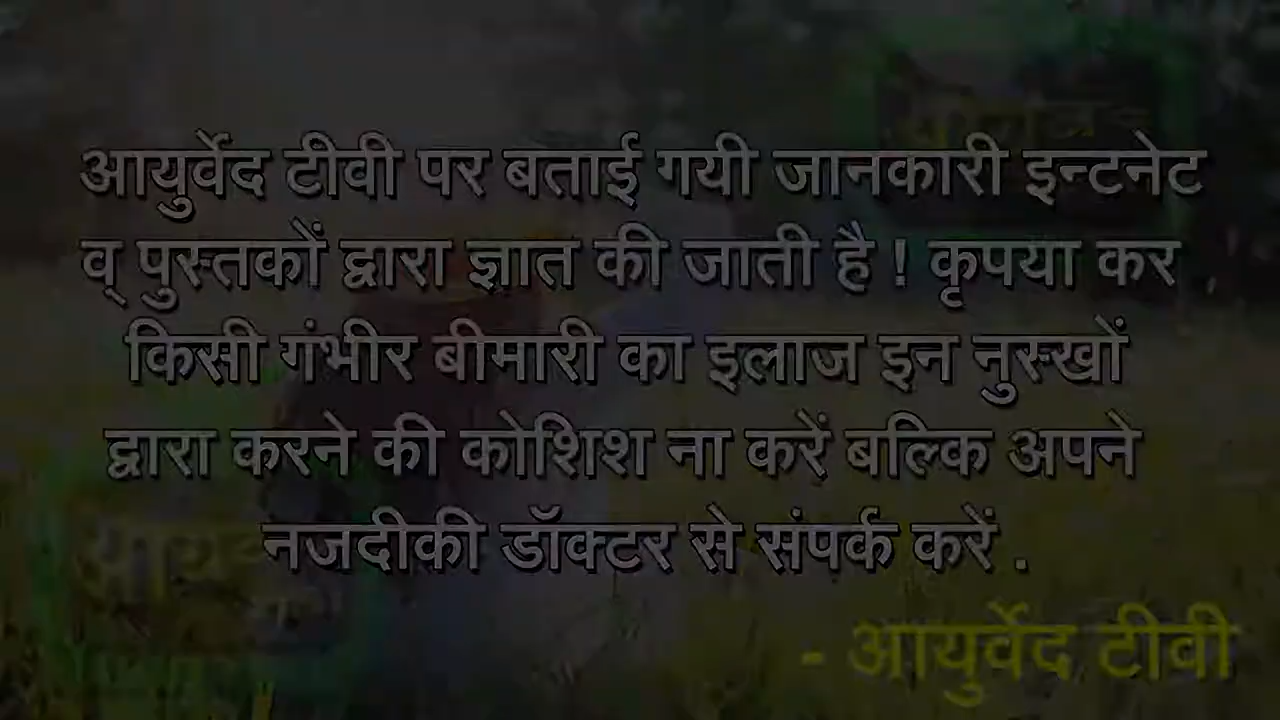 आयुर्वेद टीवी पर बताई गयी जानकारी इन्टनेट
व् पुस्तकों द्वारा ज्ञात की जाती है ! कृपया कर
किसी गंभीर बीमारी का इलाज इन नुस्खों
द्वारा करने की कोशिश ना करें बल्कि अपने
नजदीकी डॉक्टर से संपर्क करें .
- आयुर्वेद टीवी